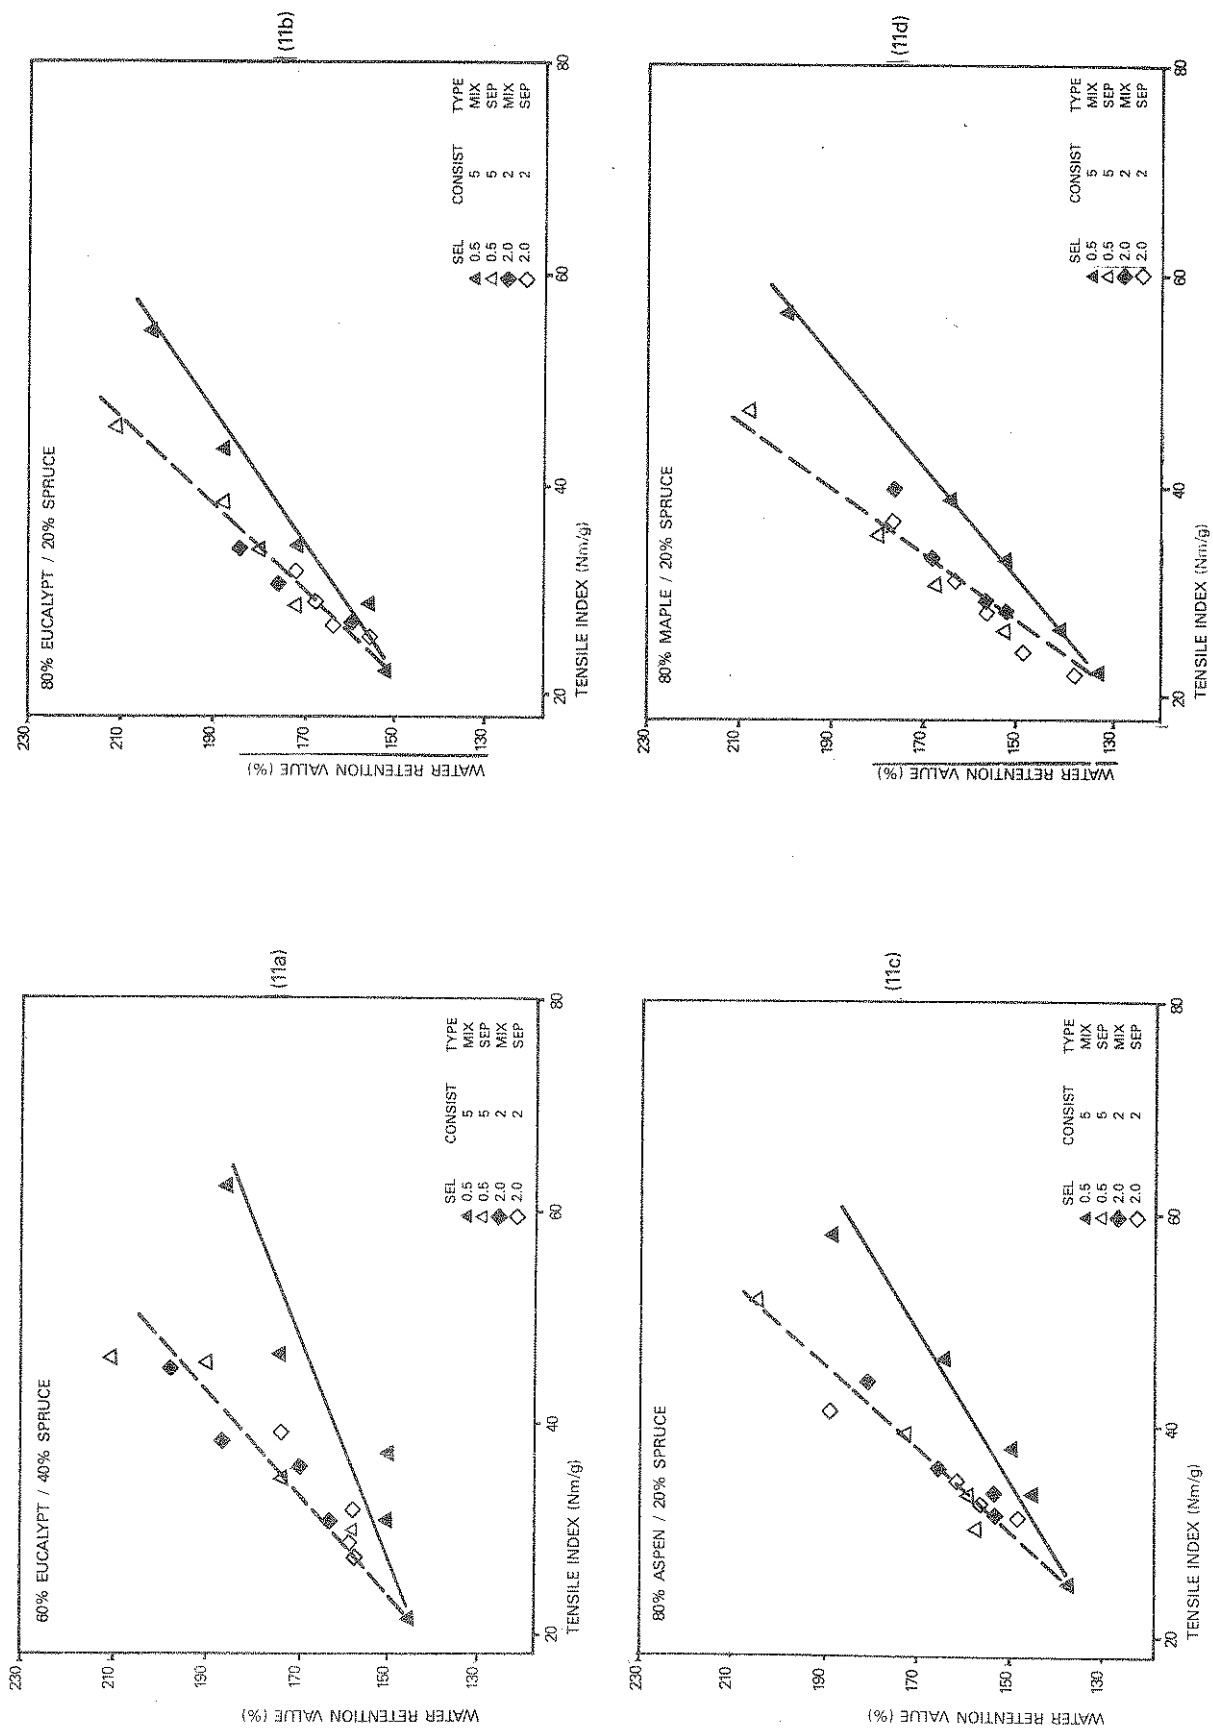 (11a)
60% EUCALYPT / 40% SPRUCE
WATER RETENTION VALUE (%)
230
210
190
170
150
130
SEL CONSIST TYPE
0.5 5 MIX
0.5 5 SEP
2.0 2 MIX
2.0 2 SEP
20 40 60 80
TENSILE INDEX (Nm/g)
(11b)
80% EUCALYPT / 20% SPRUCE
WATER RETENTION VALUE (%)
230
210
190
170
150
130
SEL CONSIST TYPE
0.5 5 MIX
0.5 5 SEP
2.0 2 MIX
2.0 2 SEP
20 40 60 80
TENSILE INDEX (Nm/g)
(11c)
80% ASPEN / 20% SPRUCE
WATER RETENTION VALUE (%)
230
210
190
170
150
130
SEL CONSIST TYPE
0.5 5 MIX
0.5 5 SEP
2.0 2 MIX
2.0 2 SEP
20 40 60 80
TENSILE INDEX (Nm/g)
(11d)
80% MAPLE / 20% SPRUCE
WATER RETENTION VALUE (%)
230
210
190
170
150
130
SEL CONSIST TYPE
0.5 5 MIX
0.5 5 SEP
2.0 2 MIX
2.0 2 SEP
20 40 60 80
TENSILE INDEX (Nm/g)